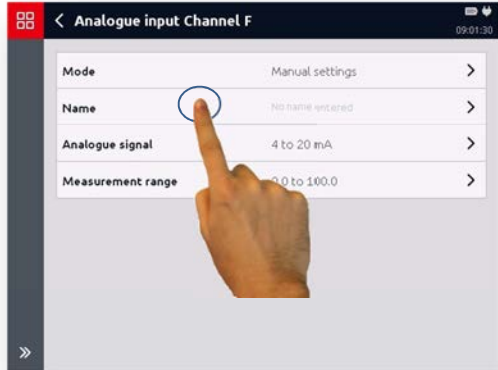 Analogue input Channel F
09:01:30
Mode Manual settings
Name No name entered
Analogue signal 4 to 20 mA
Measurement range 0.0 to 100.0